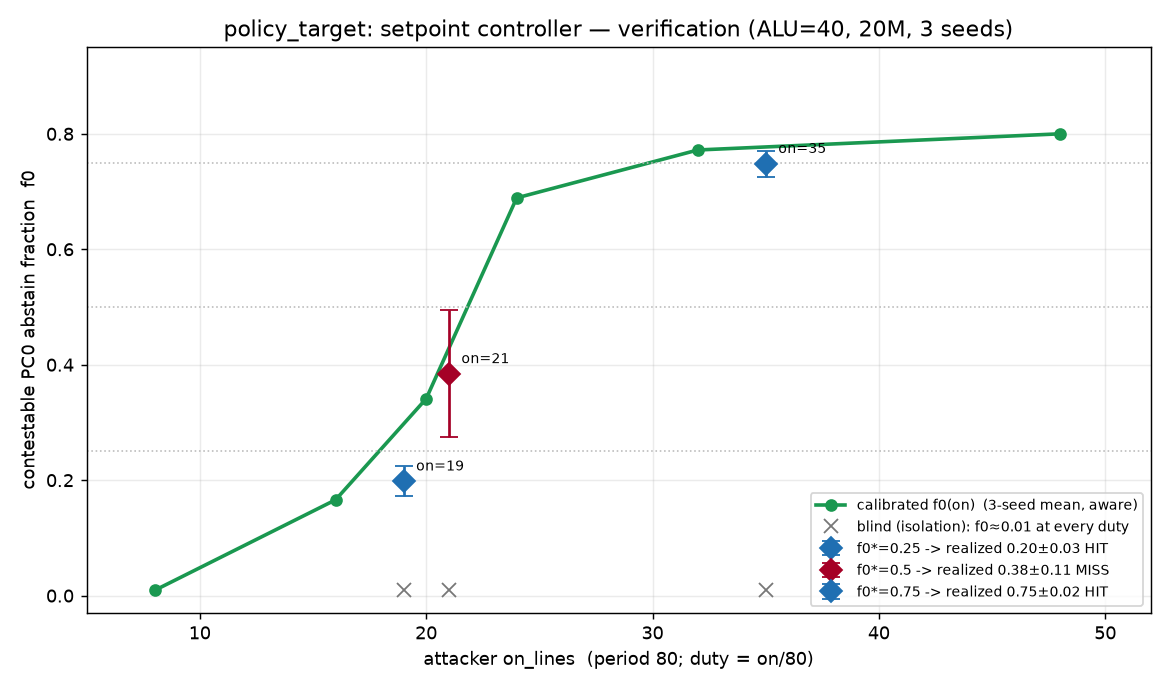 policy_target: setpoint controller — verification (ALU=40, 20M, 3 seeds)
contestable PC0 abstain fraction  f0
0.8
0.6
0.4
0.2
0.0
on=35
on=21
on=19
calibrated f0(on)  (3-seed mean, aware)
blind (isolation): f0≈0.01 at every duty
f0*=0.25 -> realized 0.20±0.03 HIT
f0*=0.5 -> realized 0.38±0.11 MISS
f0*=0.75 -> realized 0.75±0.02 HIT
10 20 30 40 50
attacker on_lines  (period 80; duty = on/80)